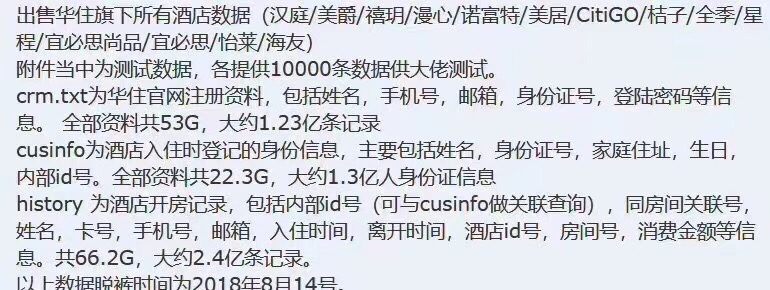 出售华住旗下所有酒店数据（汉庭/美爵/禧玥/漫心/诺富特/美居/CitiGO/桔子/全季/星
程/宜必思尚品/宜必思/怡莱/海友）
附件当中为测试数据，各提供10000条数据供大佬测试。
crm.txt为华住官网注册资料，包括姓名，手机号，邮箱，身份证号，登陆密码等信
息。 全部资料共53G，大约1.23亿条记录
cusinfo为酒店入住时登记的身份信息，主要包括姓名，身份证号，家庭住址，生日，
内部id号。全部资料共22.3G，大约1.3亿人身份证信息
history 为酒店开房记录，包括内部id号（可与cusinfo做关联查询），同房间关联号，
姓名，卡号，手机号，邮箱，入住时间，离开时间，酒店id号，房间号，消费金额等信
息。共66.2G，大约2.4亿条记录。
以上数据脱裤时间为2018年8月14号。